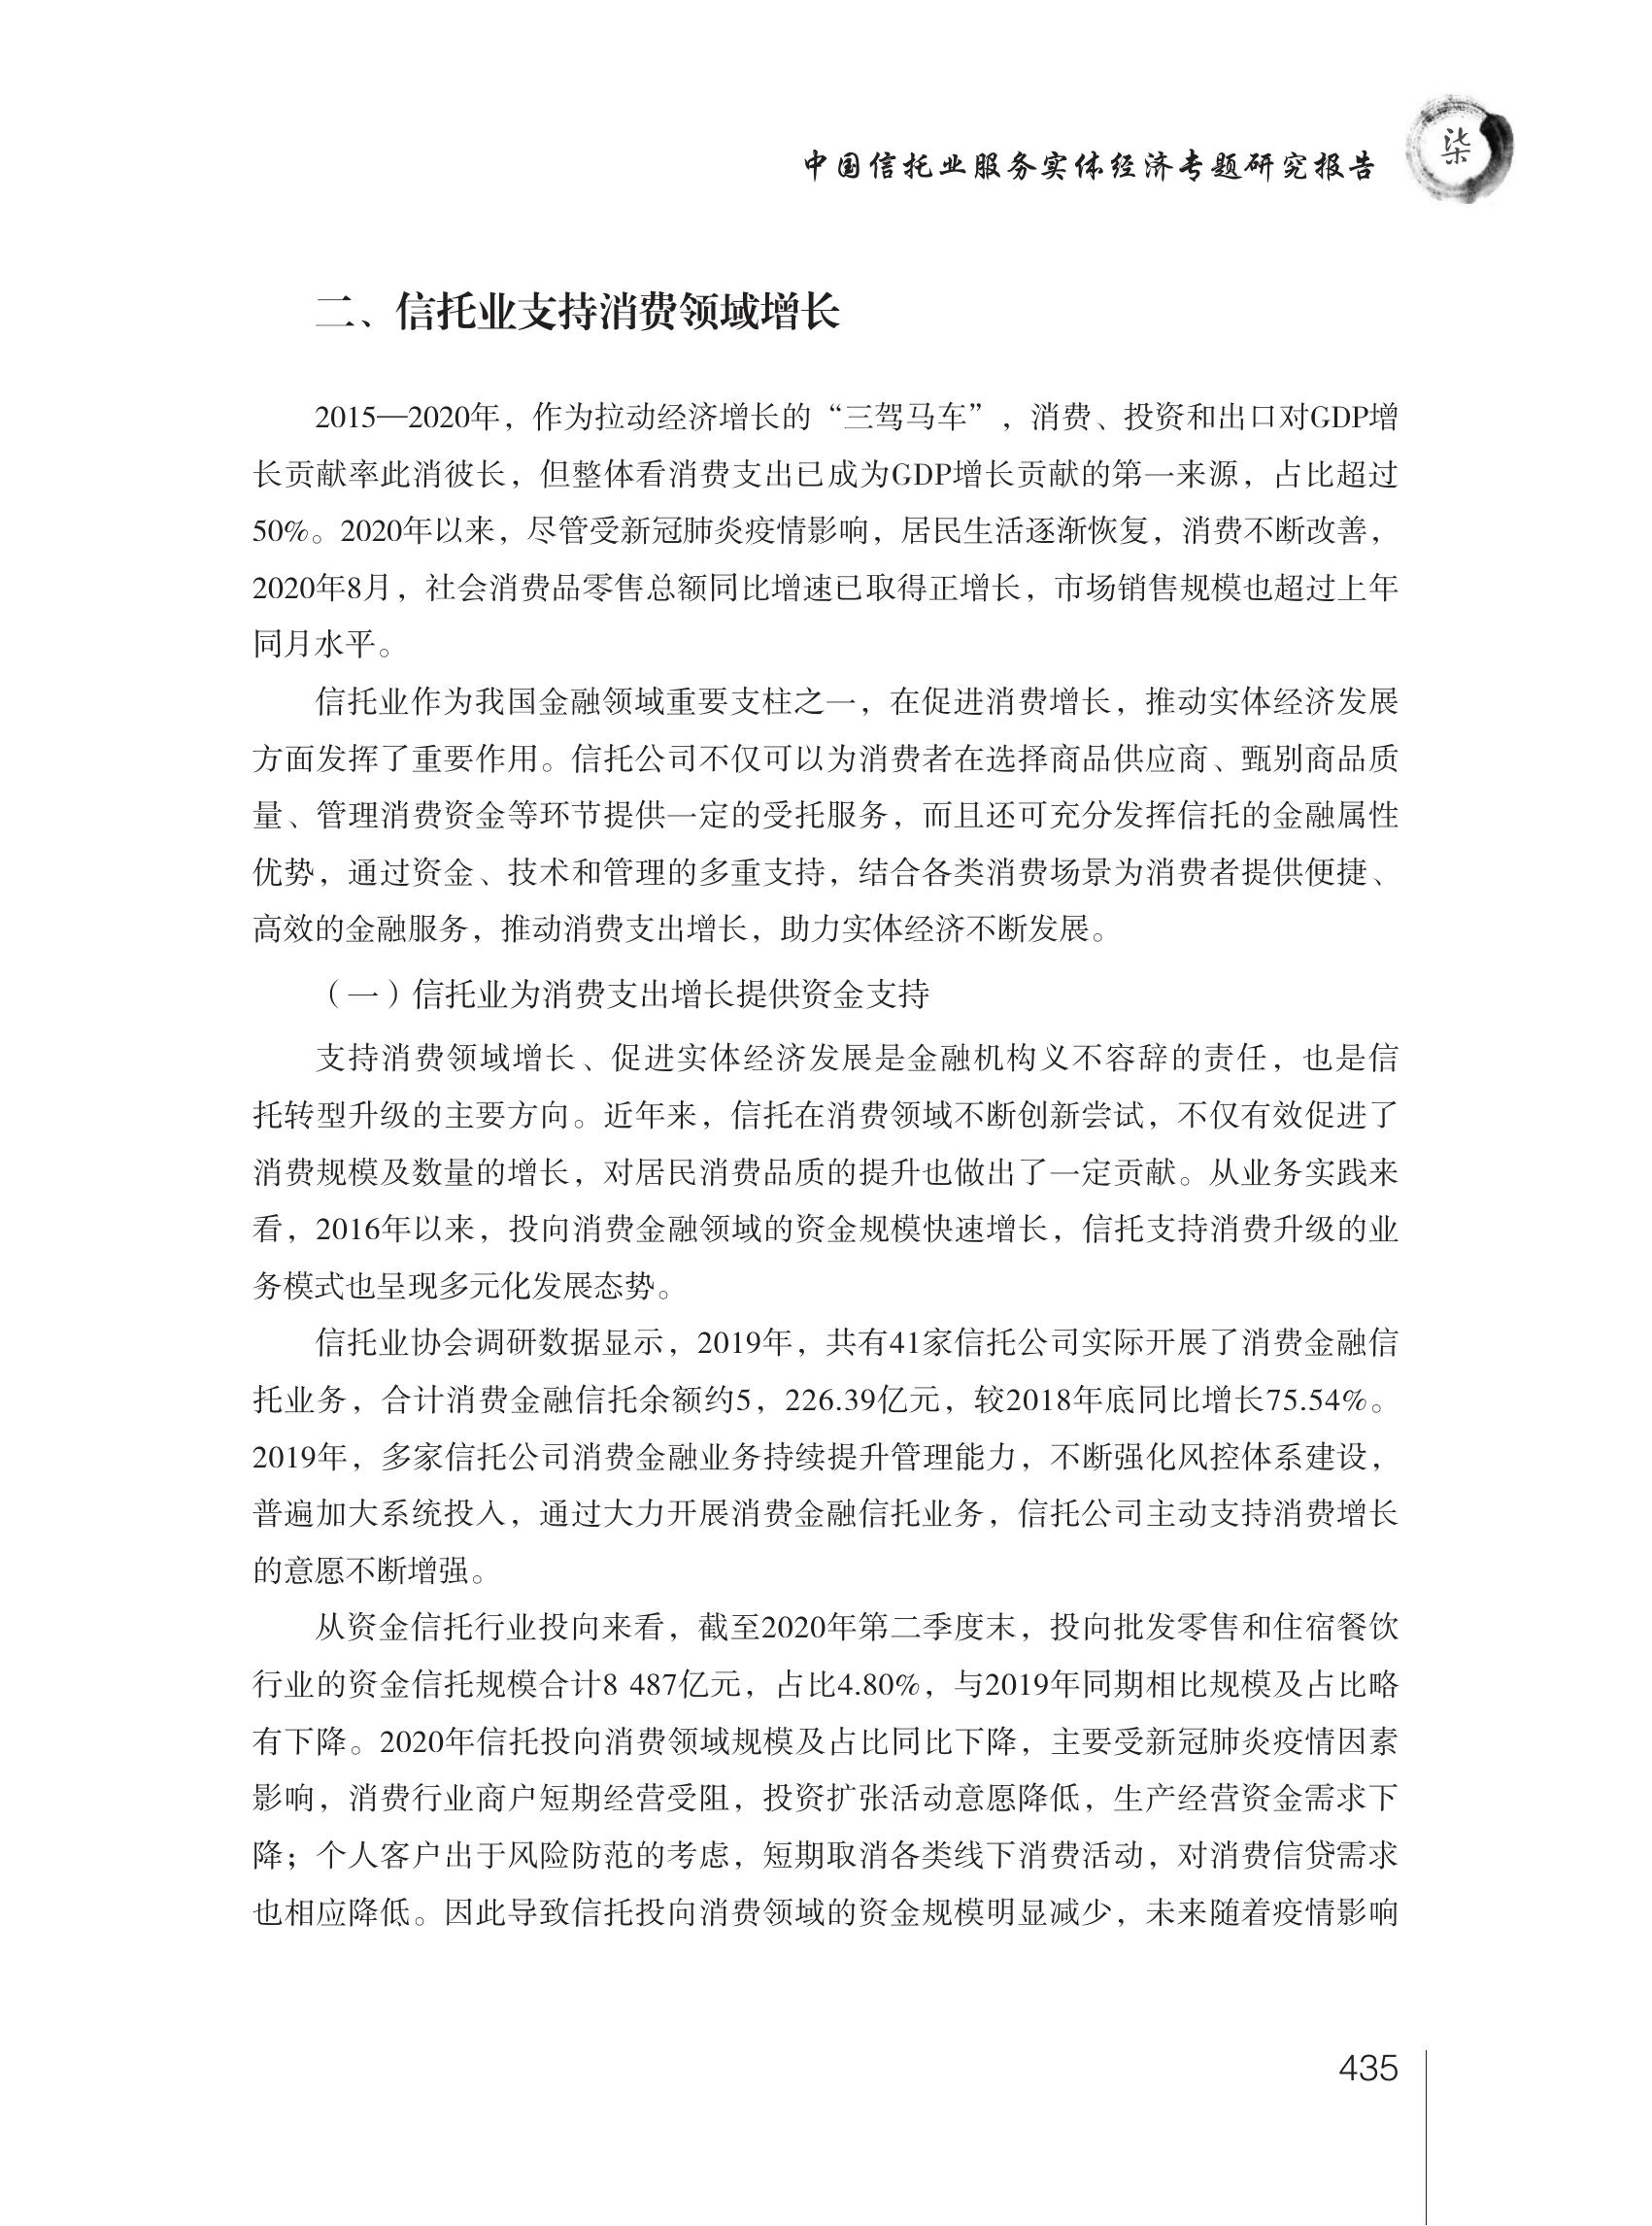 中国信托业服务实体经济专题研究报告
柒
二、信托业支持消费领域增长
2015—2020年，作为拉动经济增长的“三驾马车”，消费、投资和出口对GDP增
长贡献率此消彼长，但整体看消费支出已成为GDP增长贡献的第一来源，占比超过
50%。2020年以来，尽管受新冠肺炎疫情影响，居民生活逐渐恢复，消费不断改善，
2020年8月，社会消费品零售总额同比增速已取得正增长，市场销售规模也超过上年
同月水平。
信托业作为我国金融领域重要支柱之一，在促进消费增长，推动实体经济发展
方面发挥了重要作用。信托公司不仅可以为消费者在选择商品供应商、甄别商品质
量、管理消费资金等环节提供一定的受托服务，而且还可充分发挥信托的金融属性
优势，通过资金、技术和管理的多重支持，结合各类消费场景为消费者提供便捷、
高效的金融服务，推动消费支出增长，助力实体经济不断发展。
（一）信托业为消费支出增长提供资金支持
支持消费领域增长、促进实体经济发展是金融机构义不容辞的责任，也是信
托转型升级的主要方向。近年来，信托在消费领域不断创新尝试，不仅有效促进了
消费规模及数量的增长，对居民消费品质的提升也做出了一定贡献。从业务实践来
看，2016年以来，投向消费金融领域的资金规模快速增长，信托支持消费升级的业
务模式也呈现多元化发展态势。
信托业协会调研数据显示，2019年，共有41家信托公司实际开展了消费金融信
托业务，合计消费金融信托余额约5，226.39亿元，较2018年底同比增长75.54%。
2019年，多家信托公司消费金融业务持续提升管理能力，不断强化风控体系建设，
普遍加大系统投入，通过大力开展消费金融信托业务，信托公司主动支持消费增长
的意愿不断增强。
从资金信托行业投向来看，截至2020年第二季度末，投向批发零售和住宿餐饮
行业的资金信托规模合计8 487亿元，占比4.80%，与2019年同期相比规模及占比略
有下降。2020年信托投向消费领域规模及占比同比下降，主要受新冠肺炎疫情因素
影响，消费行业商户短期经营受阻，投资扩张活动意愿降低，生产经营资金需求下
降；个人客户出于风险防范的考虑，短期取消各类线下消费活动，对消费信贷需求
也相应降低。因此导致信托投向消费领域的资金规模明显减少，未来随着疫情影响
435